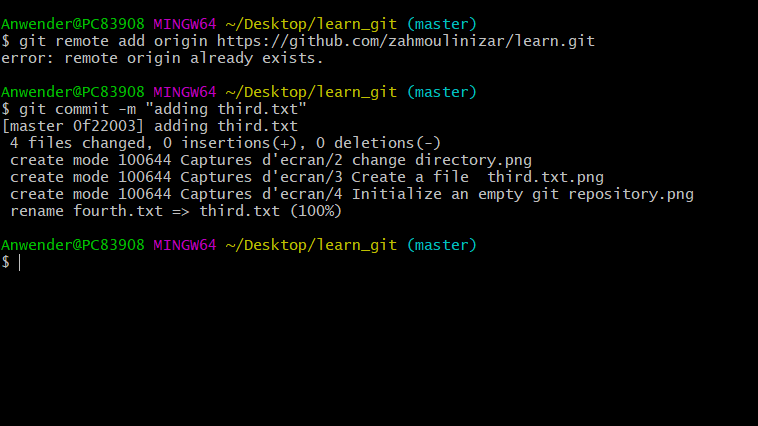 Anwender@PC83908 MINGW64 ~/Desktop/learn_git (master)
$ git remote add origin https://github.com/zahmoulinizar/learn.git
error: remote origin already exists.
Anwender@PC83908 MINGW64 ~/Desktop/learn_git (master)
$ git commit -m "adding third.txt"
[master 0f22003] adding third.txt
 4 files changed, 0 insertions(+), 0 deletions(-)
 create mode 100644 Captures d'ecran/2 change directory.png
 create mode 100644 Captures d'ecran/3 Create a file  third.txt.png
 create mode 100644 Captures d'ecran/4 Initialize an empty git repository.png
 rename fourth.txt => third.txt (100%)
Anwender@PC83908 MINGW64 ~/Desktop/learn_git (master)
$